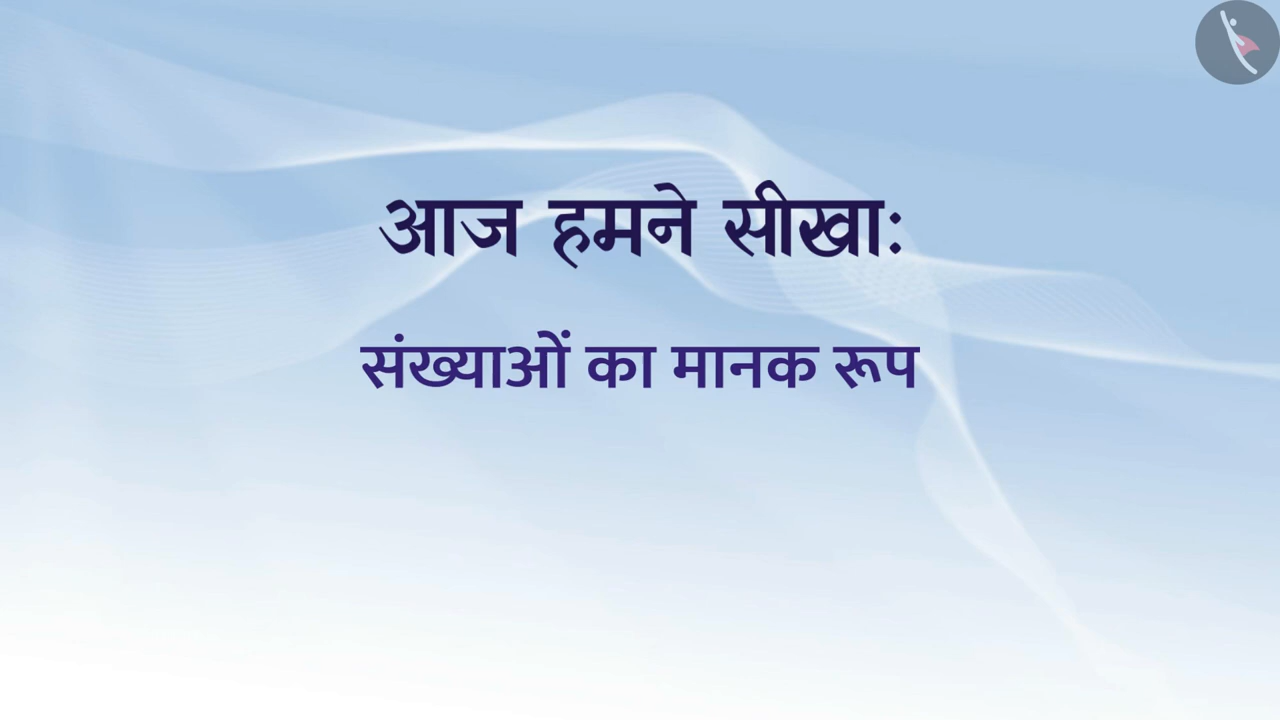 आज हमने सीखा:
संख्याओं का मानक रूप